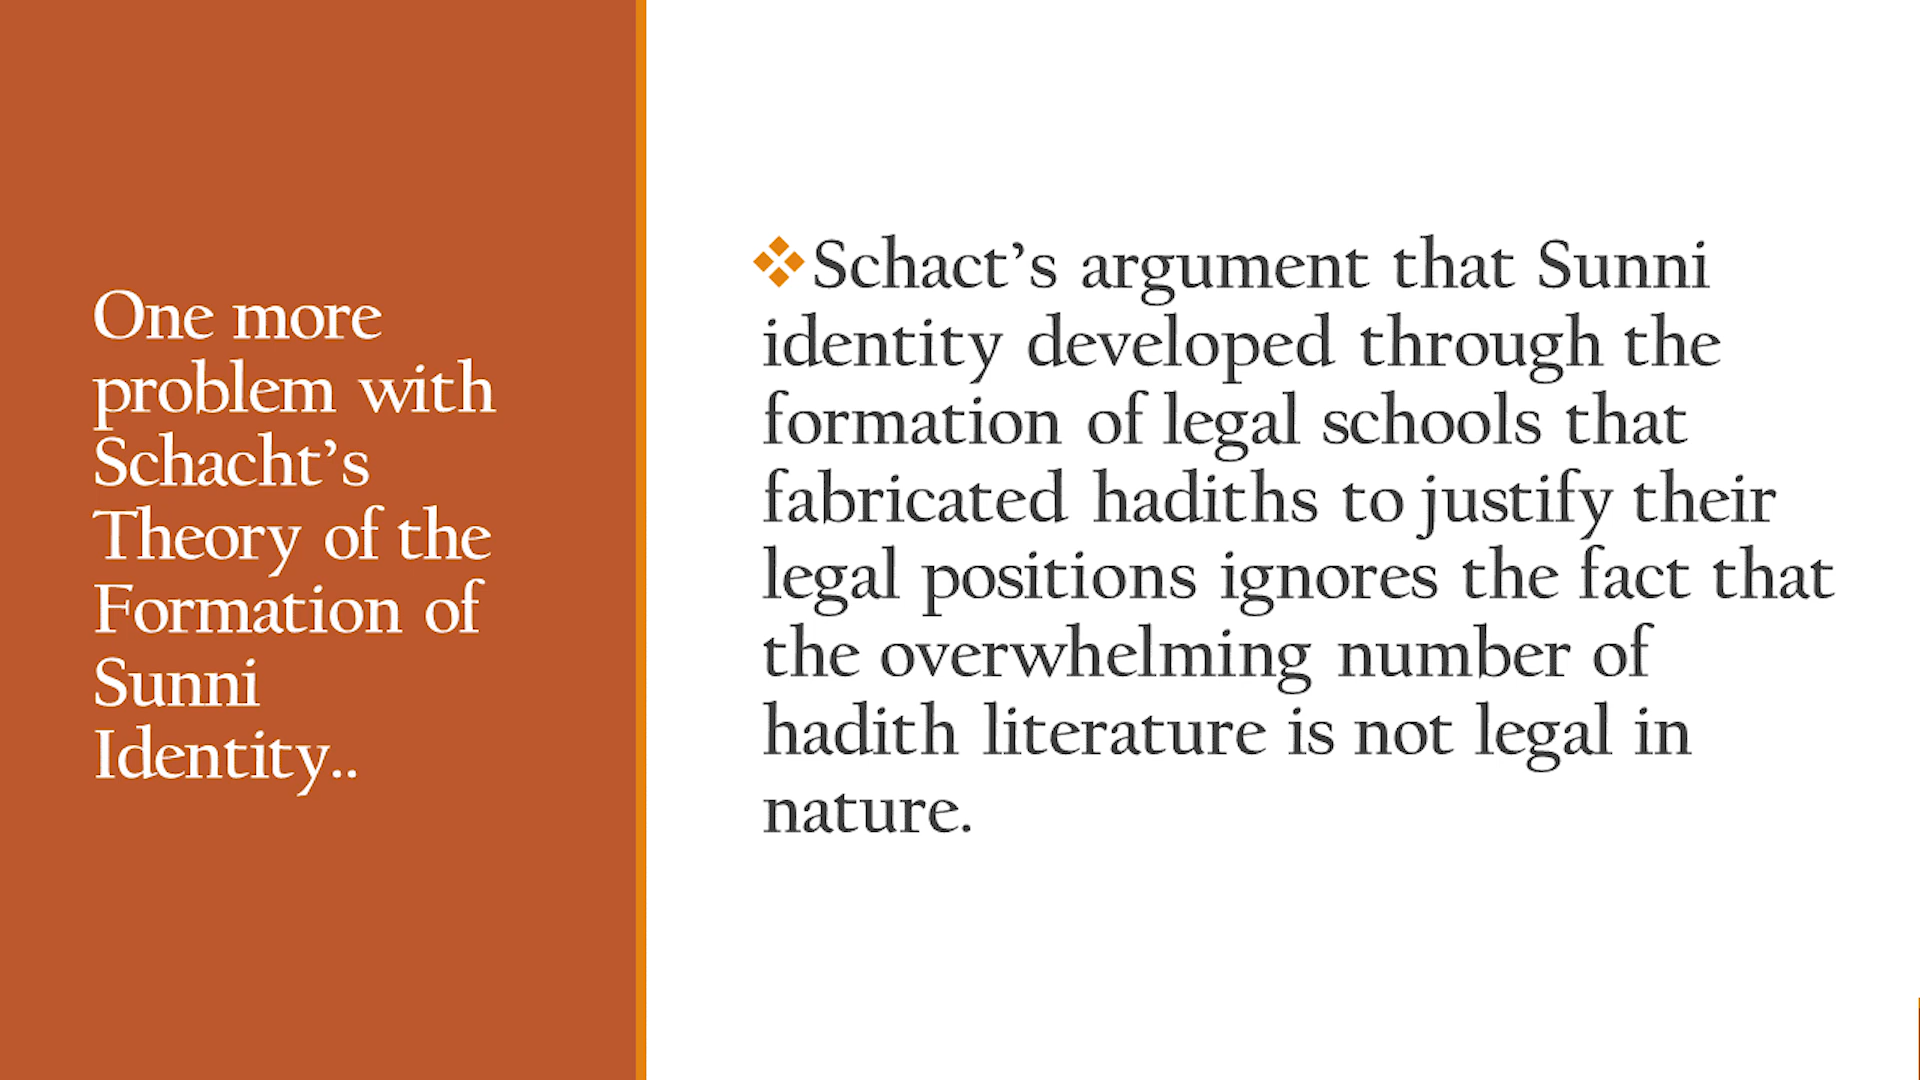 One more
problem with
Schacht’s
Theory of the
Formation of
Sunni
Identity..
Schact’s argument that Sunni
identity developed through the
formation of legal schools that
fabricated hadiths to justify their
legal positions ignores the fact that
the overwhelming number of
hadith literature is not legal in
nature.